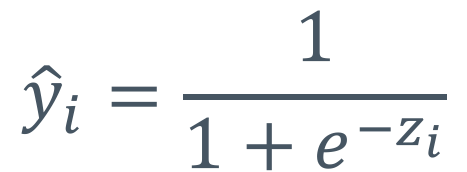 ŷᵢ = 1 / (1 + e^(−zᵢ))